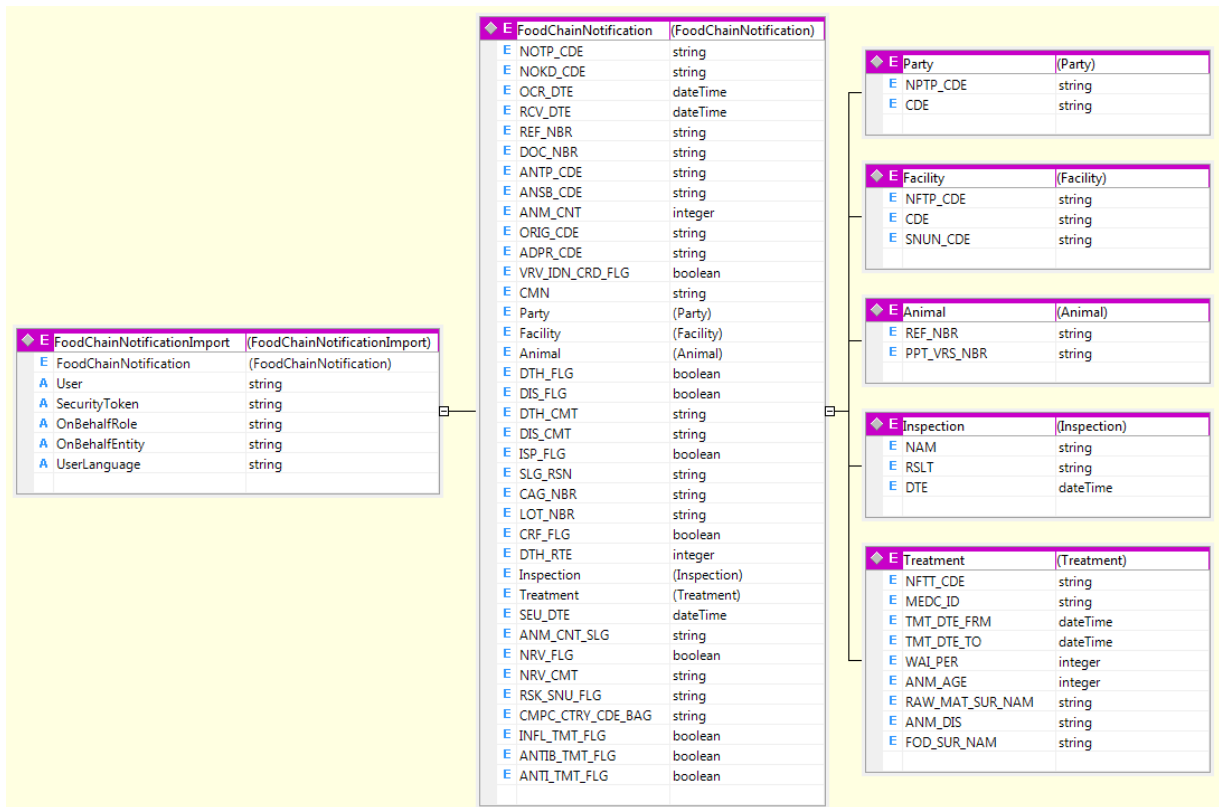 FoodChainNotificationImport (FoodChainNotificationImport)
E FoodChainNotification (FoodChainNotification)
A User string
A SecurityToken string
A OnBehalfRole string
A OnBehalfEntity string
A UserLanguage string
E FoodChainNotification (FoodChainNotification)
E NOTP_CDE string
E NOKD_CDE string
E OCR_DTE dateTime
E RCV_DTE dateTime
E REF_NBR string
E DOC_NBR string
E ANTP_CDE string
E ANSB_CDE string
E ANM_CNT integer
E ORIG_CDE string
E ADPR_CDE string
E VRV_IDN_CRD_FLG boolean
E CMN string
E Party (Party)
E Facility (Facility)
E Animal (Animal)
E DTH_FLG boolean
E DIS_FLG boolean
E DTH_CMT string
E DIS_CMT string
E ISP_FLG boolean
E SLG_RSN string
E CAG_NBR string
E LOT_NBR string
E CRF_FLG boolean
E DTH_RTE integer
E Inspection (Inspection)
E Treatment (Treatment)
E SEU_DTE dateTime
E ANM_CNT_SLG string
E NRV_FLG boolean
E NRV_CMT string
E RSK_SNU_FLG string
E CMPC_CTRY_CDE_BAG string
E INFL_TMT_FLG boolean
E ANTIB_TMT_FLG boolean
E ANTI_TMT_FLG boolean
E Party (Party)
E NPTP_CDE string
E CDE string
E Facility (Facility)
E NFTP_CDE string
E CDE string
E SNUN_CDE string
E Animal (Animal)
E REF_NBR string
E PPT_VRS_NBR string
E Inspection (Inspection)
E NAM string
E RSLT string
E DTE dateTime
E Treatment (Treatment)
E NFTT_CDE string
E MEDC_ID string
E TMT_DTE_FRM dateTime
E TMT_DTE_TO dateTime
E WAI_PER integer
E ANM_AGE integer
E RAW_MAT_SUR_NAM string
E ANM_DIS string
E FOD_SUR_NAM string